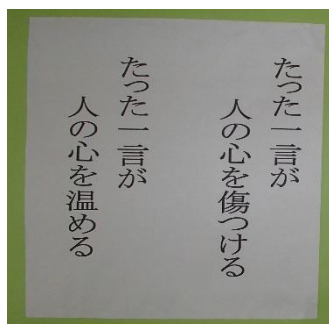 たった一言が
人の心を傷つける
たった一言が
人の心を温める